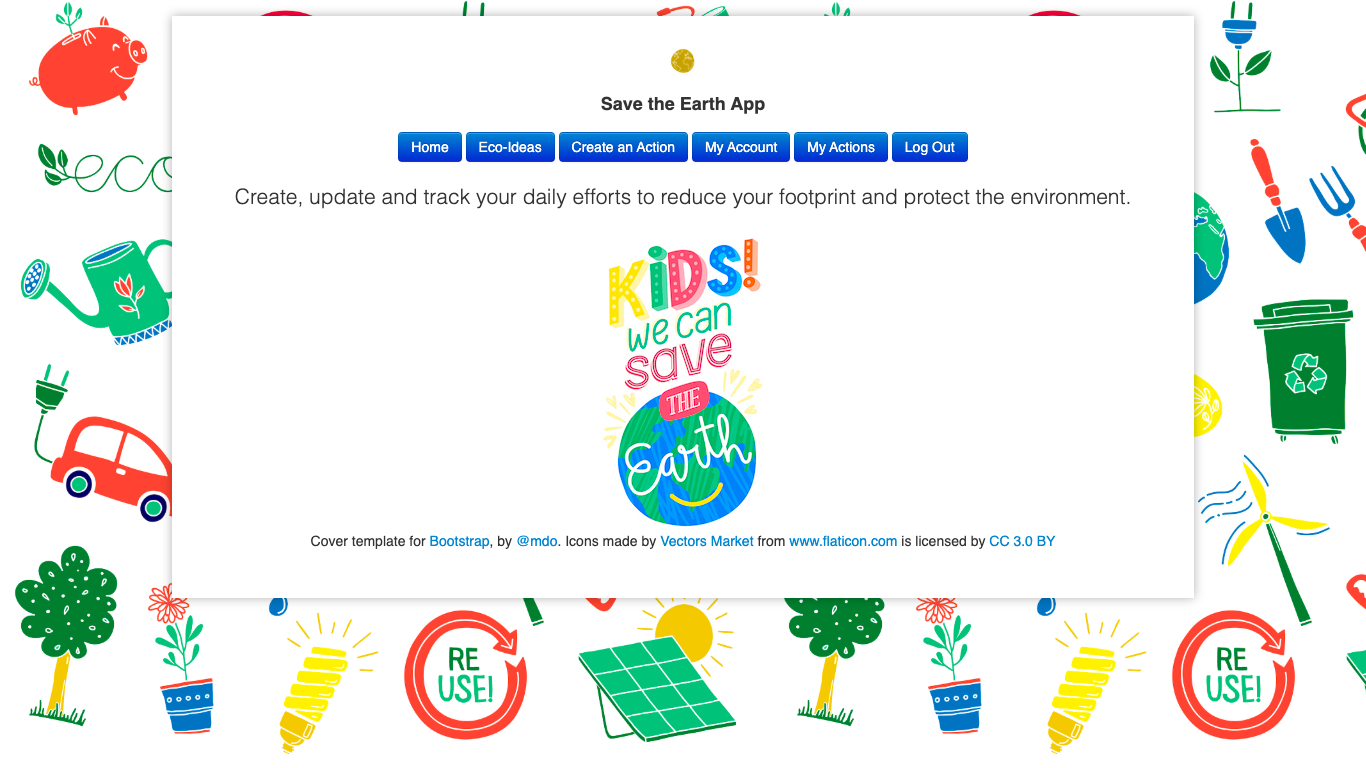 Save the Earth App
Home Eco-Ideas Create an Action My Account My Actions Log Out
Create, update and track your daily efforts to reduce your footprint and protect the environment.
eco
KiDS!
we can
save
THE
Earth
Cover template for Bootstrap, by @mdo. Icons made by Vectors Market from www.flaticon.com is licensed by CC 3.0 BY
RE
USE!
RE
USE!